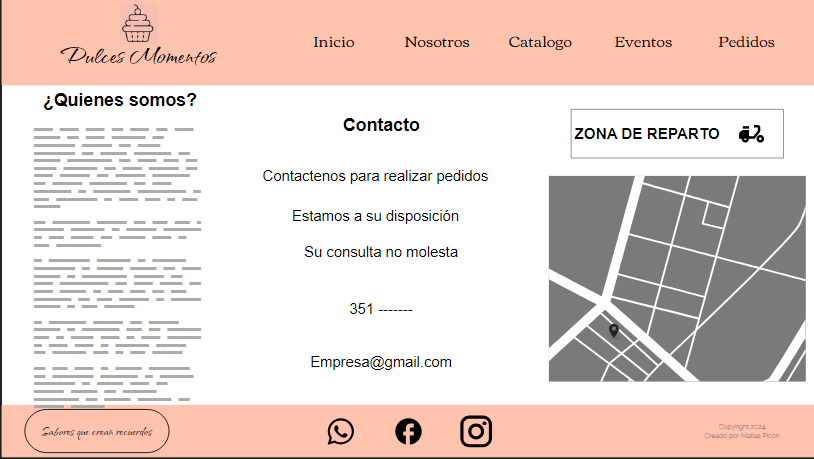 Dulces Momentos
Inicio
Nosotros
Catalogo
Eventos
Pedidos
¿Quienes somos?
Contacto
Contactenos para realizar pedidos
Estamos a su disposición
Su consulta no molesta
351 -------
Empresa@gmail.com
ZONA DE REPARTO
Sabores que crean recuerdos
Copyright 2024
Creado por Matias Picón